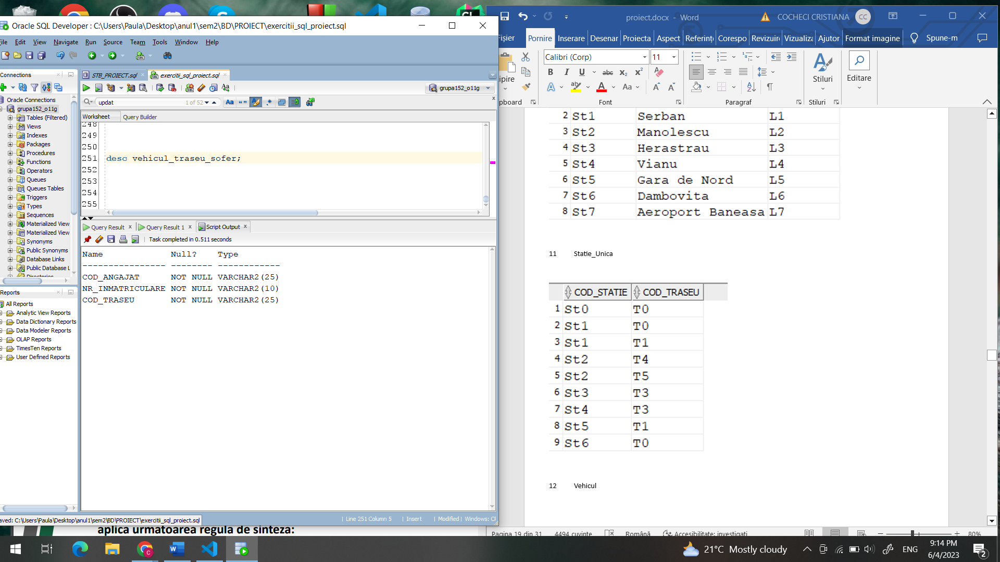 Oracle SQL Developer : C:\Users\Paula\Desktop\anul1\sem2\BD\PROIECT\exercitii_sql_proiect.sql
Edit View Navigate Run Source Team Tools Window Help
Connections
Oracle Connections
grupa152_o11g
Tables (Filtered)
Views
Indexes
Packages
Procedures
Functions
Operators
Queues
Queues Tables
Triggers
Types
Sequences
Materialized View
Materialized View
Synonyms
Public Synonyms
Database Links
Public Database L
Directories
Reports
All Reports
Analytic View Reports
Data Dictionary Reports
Data Modeler Reports
OLAP Reports
TimesTen Reports
User Defined Reports
STB_PROIECT.sql exercitii_sql_proiect.sql
grupa152_o11g
updat 1 of 52 Aa “ ”
Worksheet Query Builder
248
249
250
251 desc vehicul_traseu_sofer;
252
253
254
255
Query Result x Query Result 1 x Script Output x
Task completed in 0.511 seconds
Name Null? Type
---------------- -------- ------------
COD_ANGAJAT NOT NULL VARCHAR2(25)
NR_INMATRICULARE NOT NULL VARCHAR2(10)
COD_TRASEU NOT NULL VARCHAR2(25)
aved: C:\Users\Paula\Desktop\anul1\sem2\BD\PROIECT\exercitii_sql_proiect.sql
| Line 251 Column 5 | Insert | Modified | Windows: CF
aplica urmatoarea regula de sinteza:
proiect.docx - Word COCHECI CRISTIANA CC
Fișier Pornire Inserare Desenar Proiecta Aspect Referinț Corespo Revizuir Vizualiza Ajutor Format imagine Spune-m
Calibri (Corp) 11
B I U abc x₂ x²
A ab A Aa A A
ipire
pboard Font Paragraf Stiluri
Stiluri
Editare
2 St1 Serban L1
3 St2 Manolescu L2
4 St3 Herastrau L3
5 St4 Vianu L4
6 St5 Gara de Nord L5
7 St6 Dambovita L6
8 St7 Aeroport Baneasa L7
11 Statie_Unica
COD_STATIE COD_TRASEU
1 St0 T0
2 St1 T0
3 St1 T1
4 St2 T4
5 St2 T5
6 St3 T3
7 St4 T3
8 St5 T1
9 St6 T0
12 Vehicul
Pagina 19 din 31 4494 cuvinte Română Accesibilitate: investigați 80%
21°C Mostly cloudy ENG 9:14 PM
6/4/2023
2